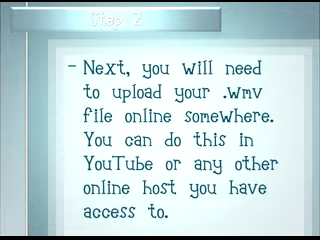 Step 2
- Next, you will need
to upload your .wmv
file online somewhere.
You can do this in
YouTube or any other
online host you have
access to.